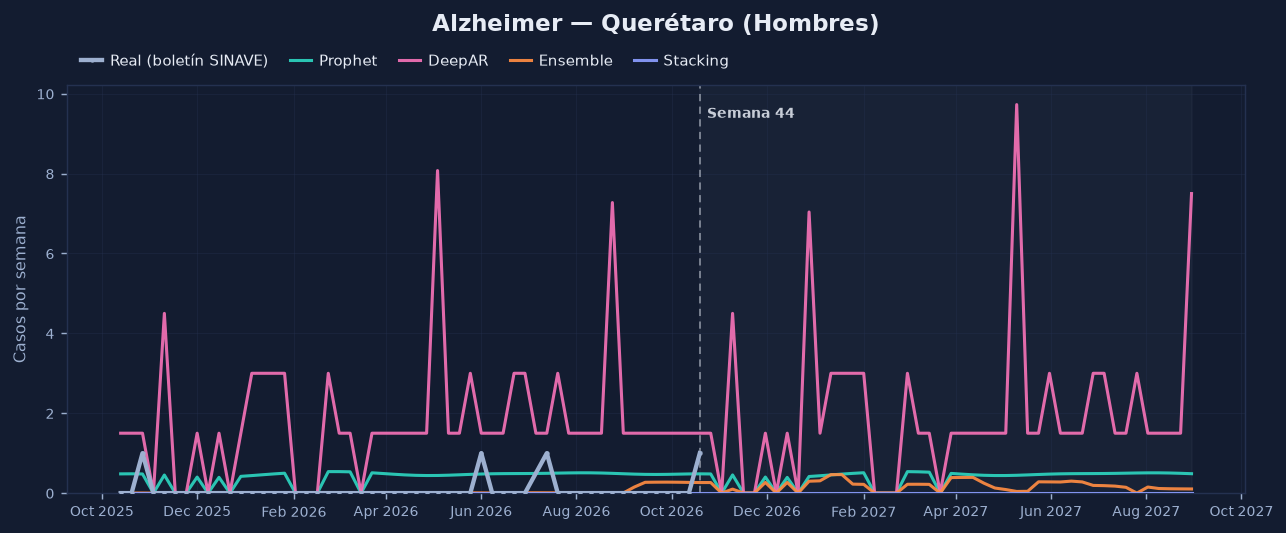 Alzheimer — Querétaro (Hombres)
Real (boletín SINAVE) Prophet DeepAR Ensemble Stacking
Semana 44
Casos por semana
10
8
6
4
2
0
Oct 2025 Dec 2025 Feb 2026 Apr 2026 Jun 2026 Aug 2026 Oct 2026 Dec 2026 Feb 2027 Apr 2027 Jun 2027 Aug 2027 Oct 2027